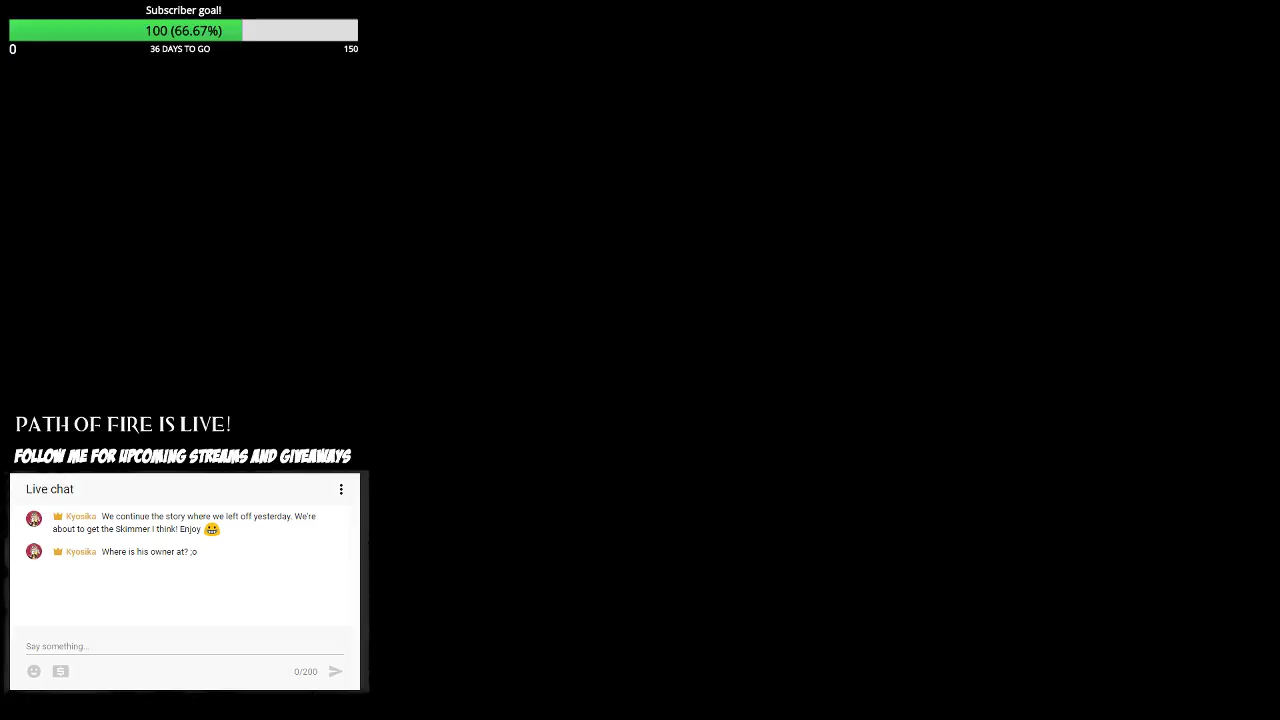 Subscriber goal!
100 (66.67%)
0 36 DAYS TO GO 150
PATH OF FIRE IS LIVE!
FOLLOW ME FOR UPCOMING STREAMS AND GIVEAWAYS
Live chat
Kyosika We continue the story where we left off yesterday. We're
about to get the Skimmer I think! Enjoy 😀
Kyosika Where is his owner at? ;o
Say something...
0/200